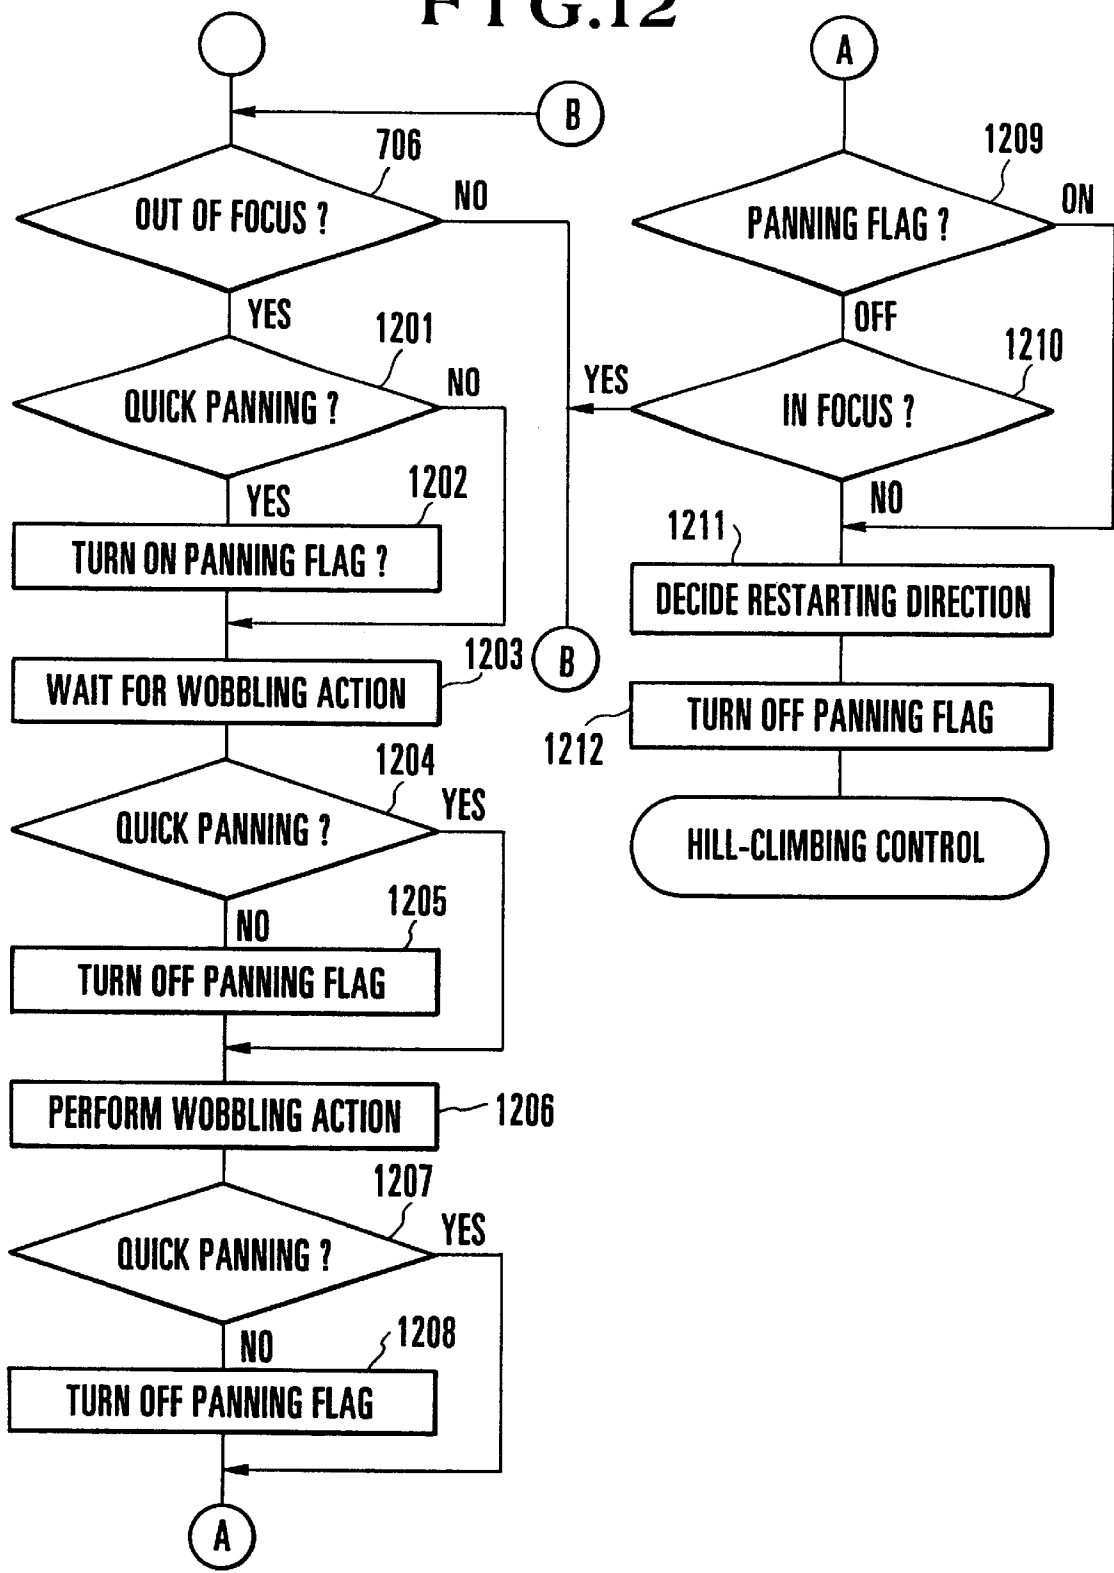 FIG.12
B
706
OUT OF FOCUS ?
NO
YES
1201
QUICK PANNING ?
NO
YES
1202
TURN ON PANNING FLAG ?
1203
WAIT FOR WOBBLING ACTION
B
1204
QUICK PANNING ?
YES
NO
1205
TURN OFF PANNING FLAG
PERFORM WOBBLING ACTION
1206
1207
QUICK PANNING ?
YES
NO
1208
TURN OFF PANNING FLAG
A
A
1209
PANNING FLAG ?
ON
OFF
1210
YES
IN FOCUS ?
NO
1211
DECIDE RESTARTING DIRECTION
TURN OFF PANNING FLAG
1212
HILL-CLIMBING CONTROL